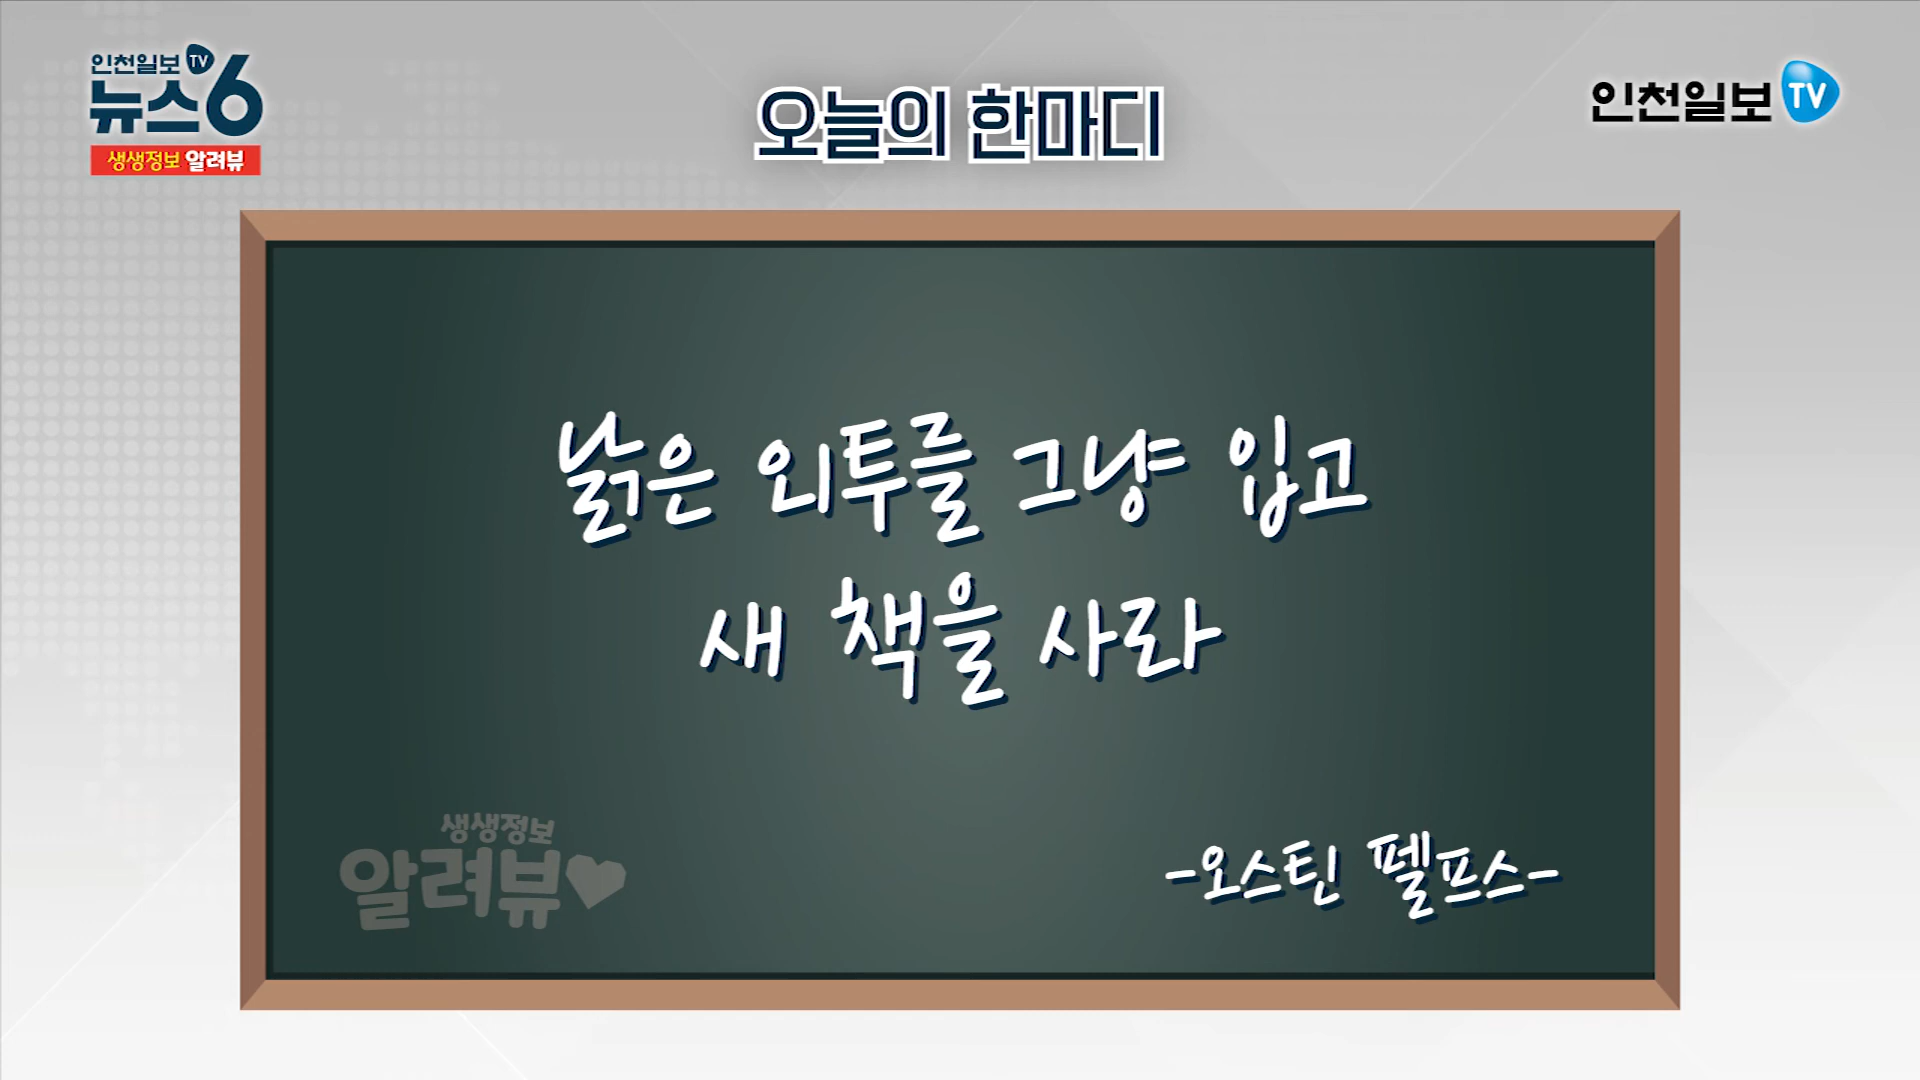 인천일보 TV
뉴스6
생생정보 알려뷰
오늘의 한마디
인천일보 TV
낡은 외투를 그냥 입고
새 책을 사라
생생정보
알려뷰
-오스틴 펠프스-